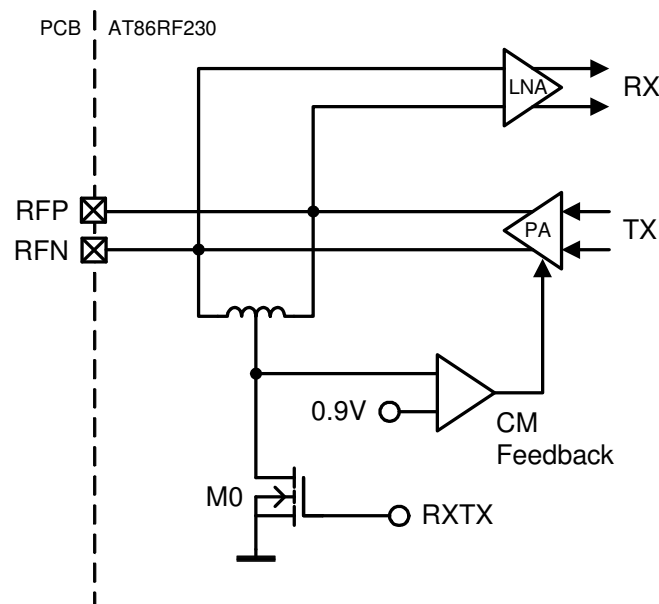 PCB AT86RF230
LNA
RX
RFP
RFN
PA
TX
0.9V
CM
Feedback
M0
RXTX